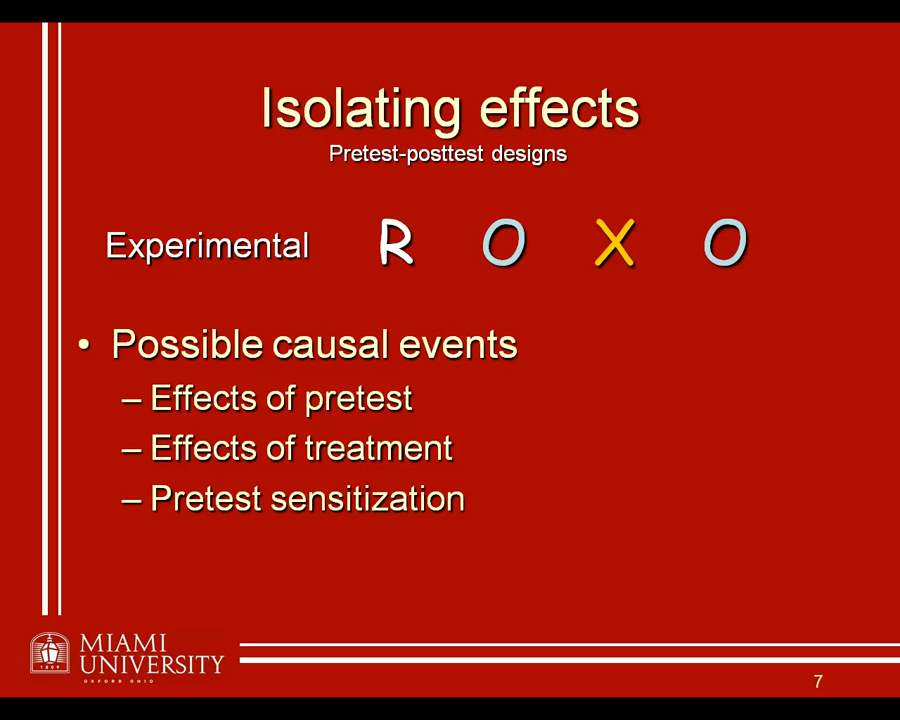 Isolating effects
Pretest-posttest designs
Experimental R O X O
• Possible causal events
– Effects of pretest
– Effects of treatment
– Pretest sensitization
1809
MIAMI
UNIVERSITY
OXFORD OHIO
7